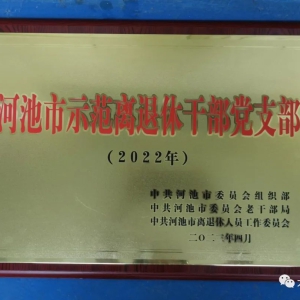 河池市示范离退休干部党支部
(2022年)
中共河池市委员会组织部
中共河池市委员会老干部局
中共河池市离退休人员工作委员会
二〇二 年四月